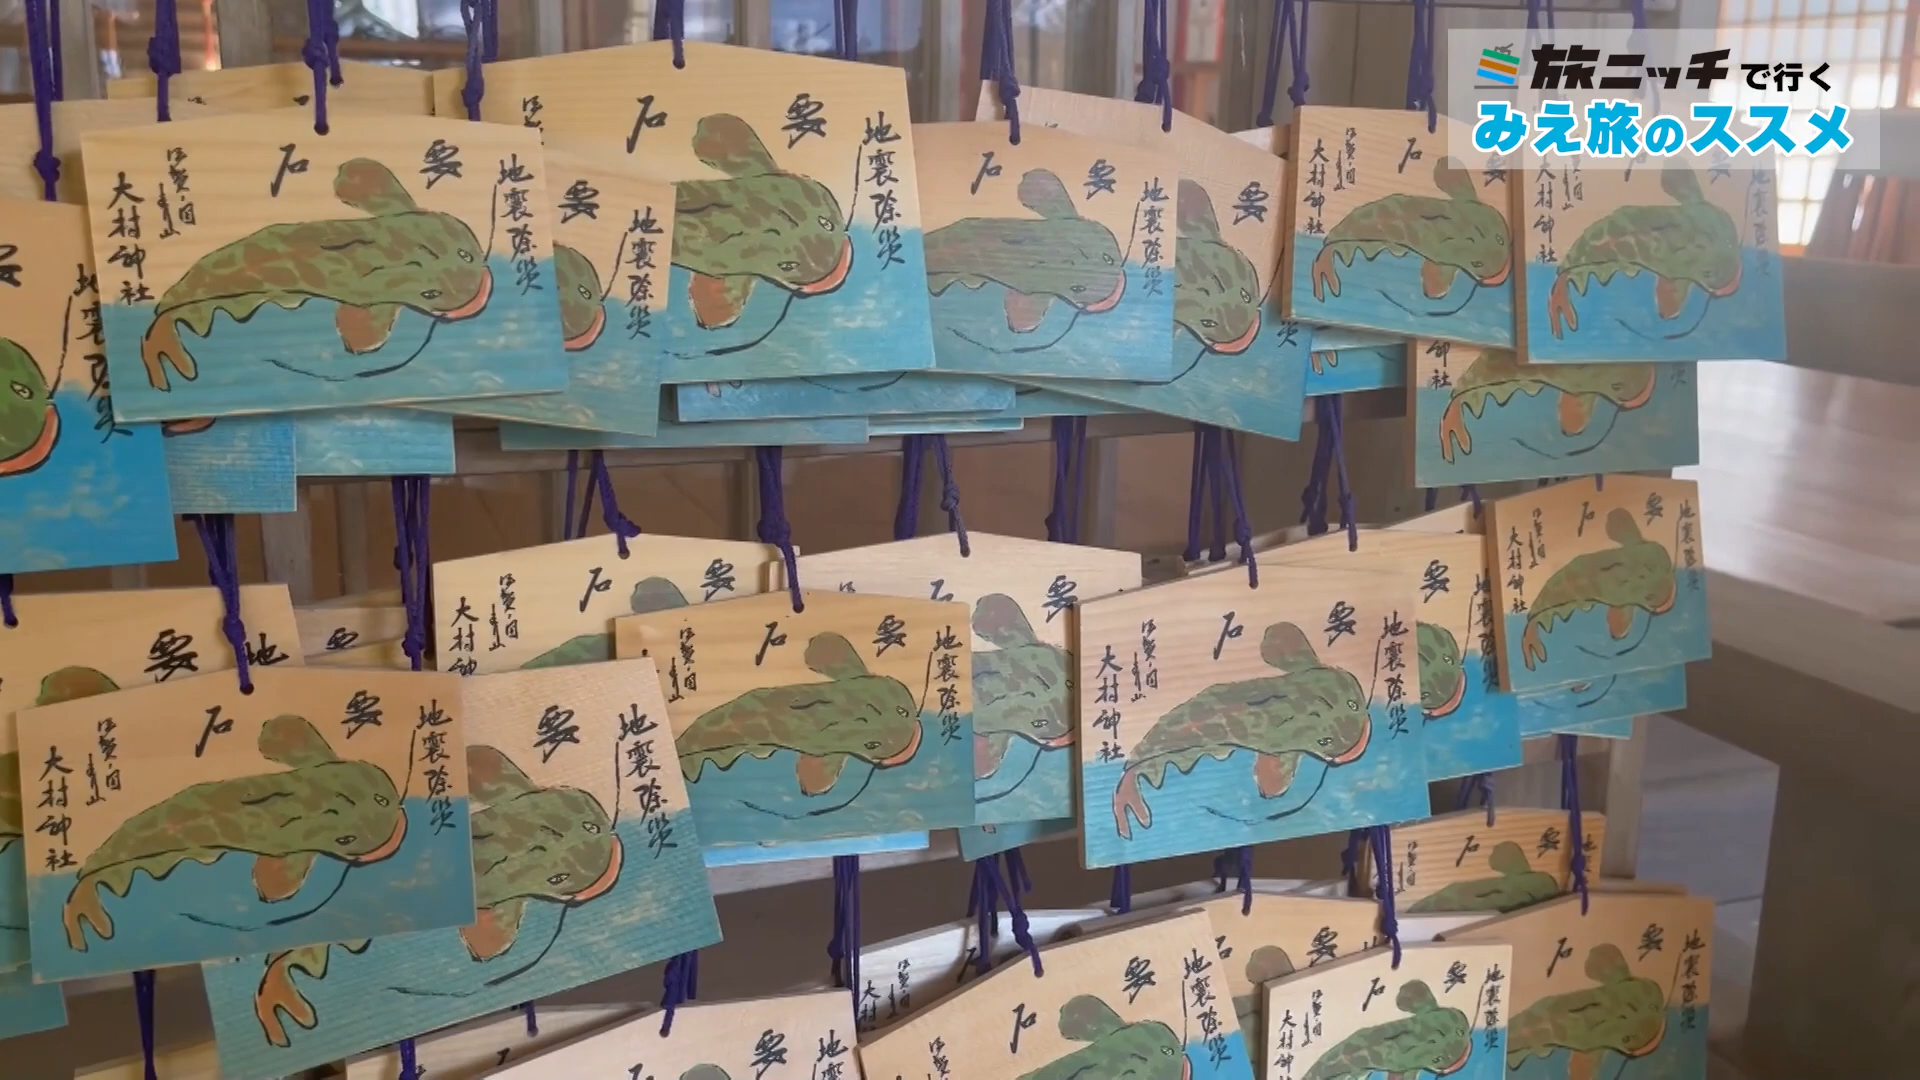 旅ニッチで行く
みえ旅のススメ
地震除災
要石
伊賀・青山
大村神社